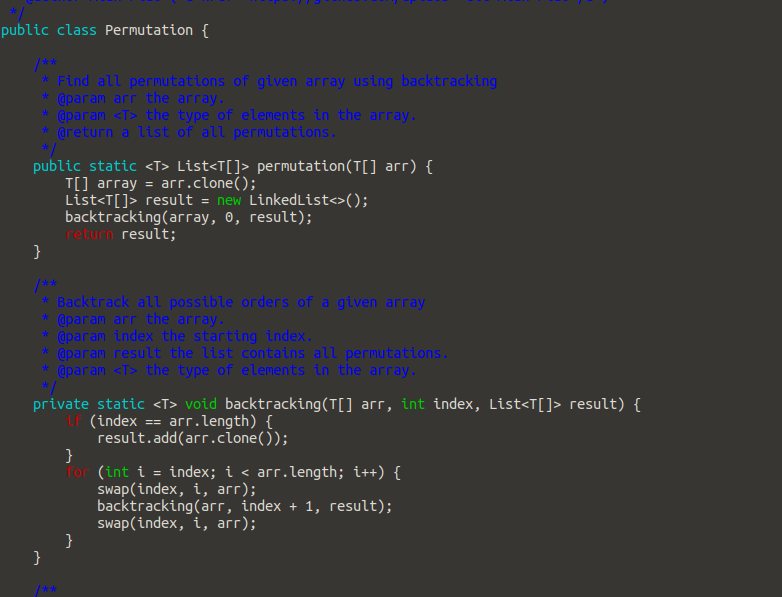 */
public class Permutation {
/**
* Find all permutations of given array using backtracking
* @param arr the array.
* @param <T> the type of elements in the array.
* @return a list of all permutations.
*/
public static <T> List<T[]> permutation(T[] arr) {
T[] array = arr.clone();
List<T[]> result = new LinkedList<>();
backtracking(array, 0, result);
return result;
}
/**
* Backtrack all possible orders of a given array
* @param arr the array.
* @param index the starting index.
* @param result the list contains all permutations.
* @param <T> the type of elements in the array.
*/
private static <T> void backtracking(T[] arr, int index, List<T[]> result) {
if (index == arr.length) {
result.add(arr.clone());
}
for (int i = index; i < arr.length; i++) {
swap(index, i, arr);
backtracking(arr, index + 1, result);
swap(index, i, arr);
}
}
/**